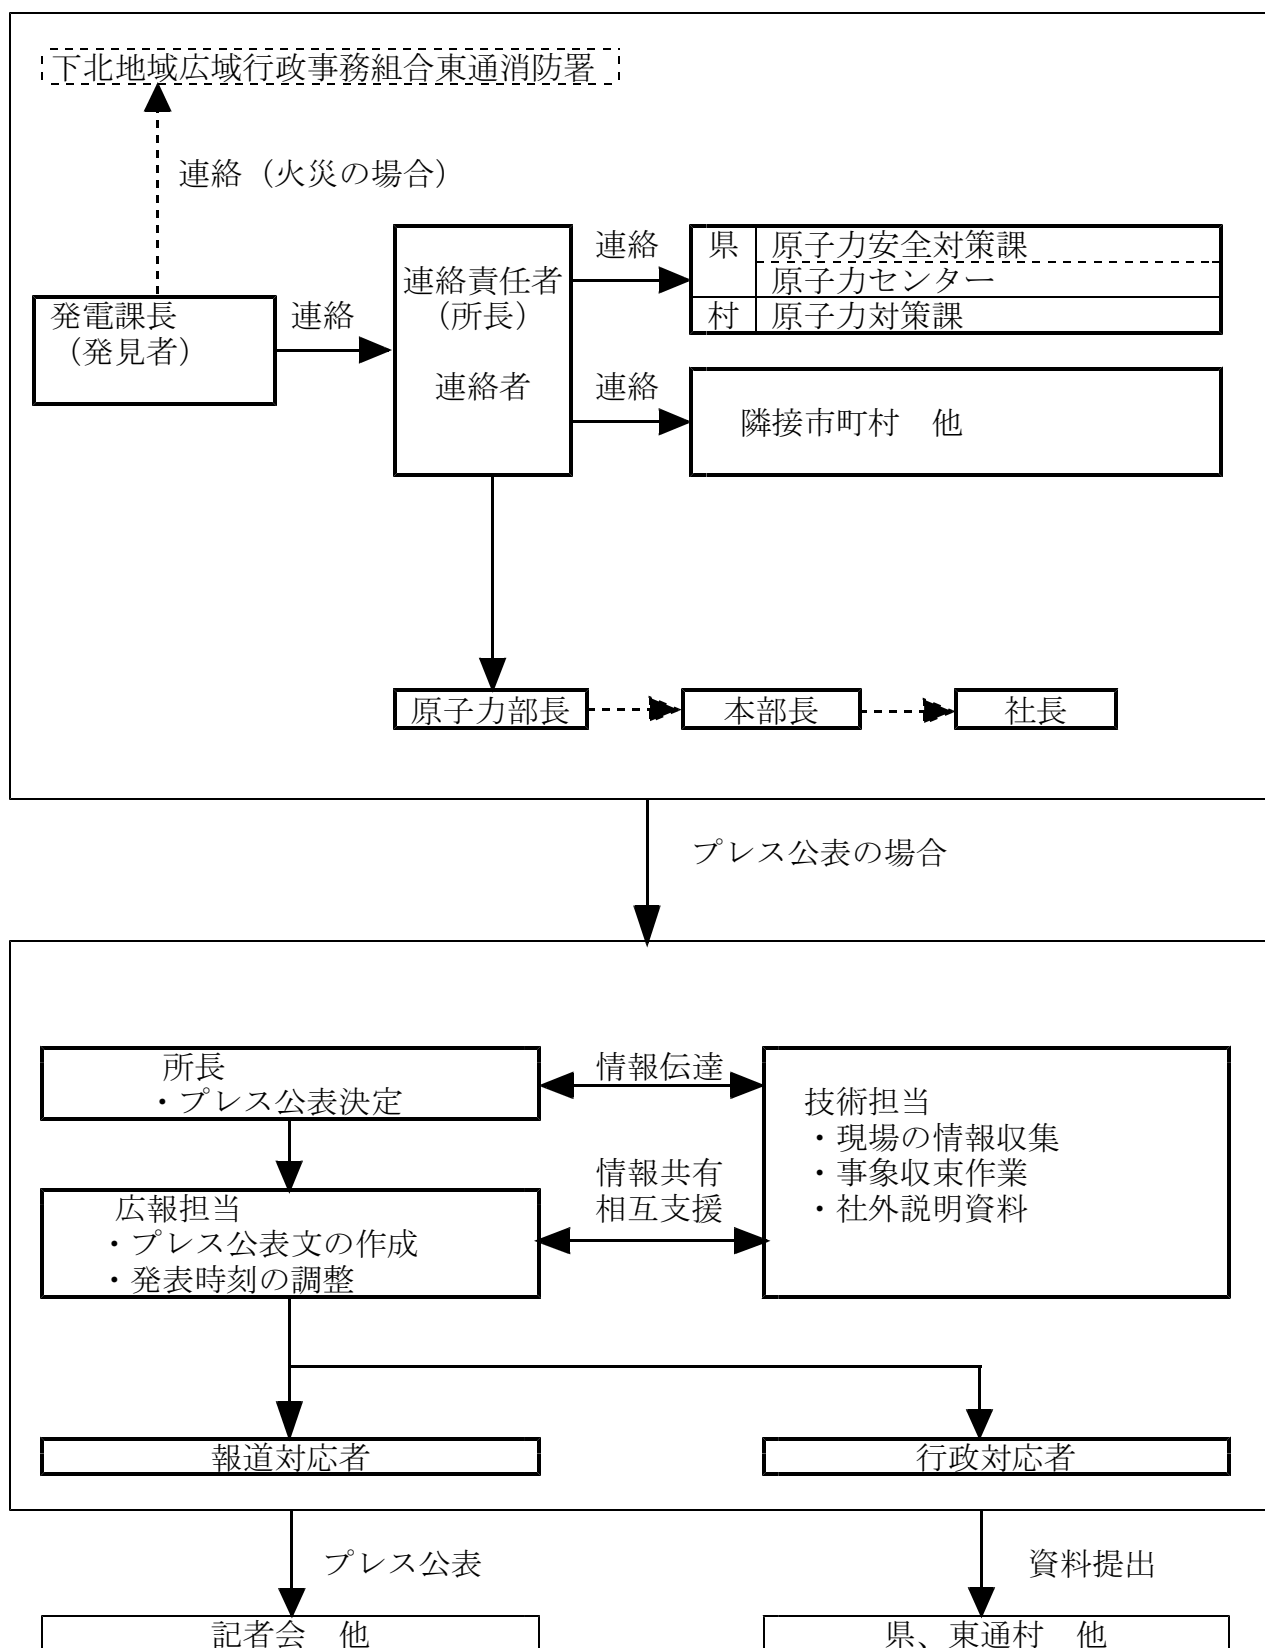 下北地域広域行政事務組合東通消防署
連絡（火災の場合）
発電課長
（発見者）
連絡
連絡責任者
（所長）
連絡者
連絡
県 原子力安全対策課
原子力センター
村 原子力対策課
連絡
隣接市町村　他
原子力部長
本部長
社長
プレス公表の場合
所長
・プレス公表決定
情報伝達
技術担当
・現場の情報収集
・事象収束作業
・社外説明資料
情報共有
相互支援
広報担当
・プレス公表文の作成
・発表時刻の調整
報道対応者
行政対応者
プレス公表
資料提出
記者会　他
県、東通村　他